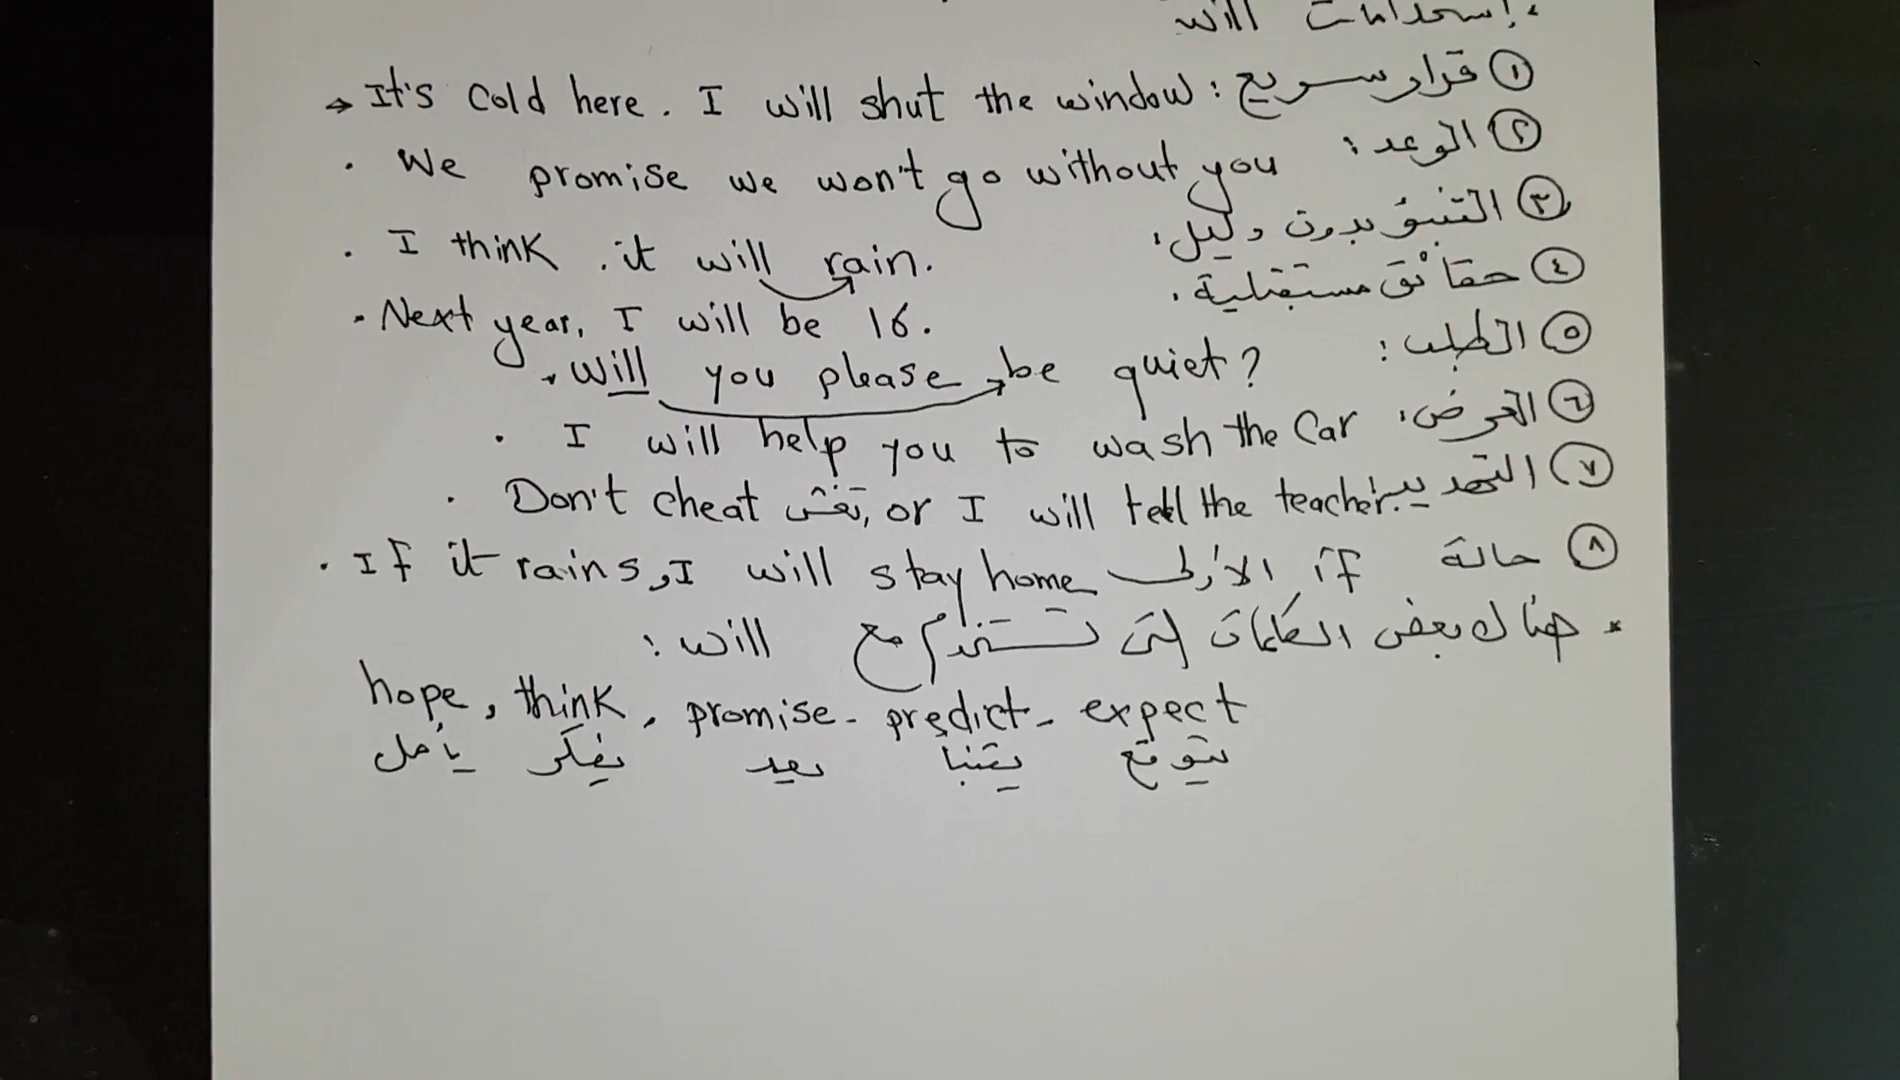 إستخدامات will
① قرار سريع : It's cold here. I will shut the window
② الوعد : We promise we won't go without you
③ التنبؤ بدون دليل. I think it will rain.
④ حقائق مستقبلية. Next year, I will be 16.
⑤ الطلب : Will you please be quiet?
⑥ العرض. I will help you to wash the Car
⑦ التهديد. Don't cheat تغش, or I will tell the teacher.
⑧ حالة if الأولى If it rains, I will stay home
* هناك بعض الكلمات التى تستخدم مع will :
hope, think, promise - predict - expect
يأمل يفكر يعد يتنبأ يتوقع